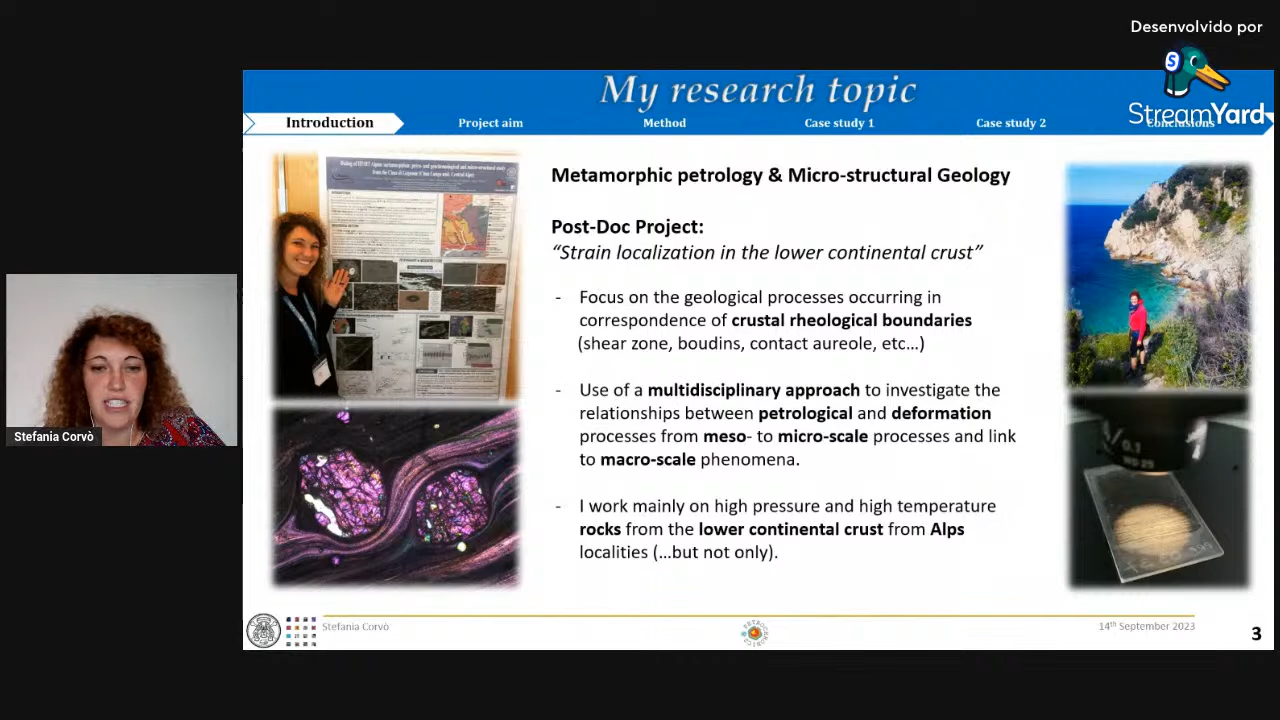 Desenvolvido por
StreamYard
My research topic
Introduction
Project aim
Method
Case study 1
Case study 2
Conclusions
Metamorphic petrology & Micro-structural Geology
Post-Doc Project:
“Strain localization in the lower continental crust”
- Focus on the geological processes occurring in
correspondence of crustal rheological boundaries
(shear zone, boudins, contact aureole, etc…)
- Use of a multidisciplinary approach to investigate the
relationships between petrological and deformation
processes from meso- to micro-scale processes and link
to macro-scale phenomena.
- I work mainly on high pressure and high temperature
rocks from the lower continental crust from Alps
localities (…but not only).
Stefania Corvò
Stefania Corvò
14th September 2023
3